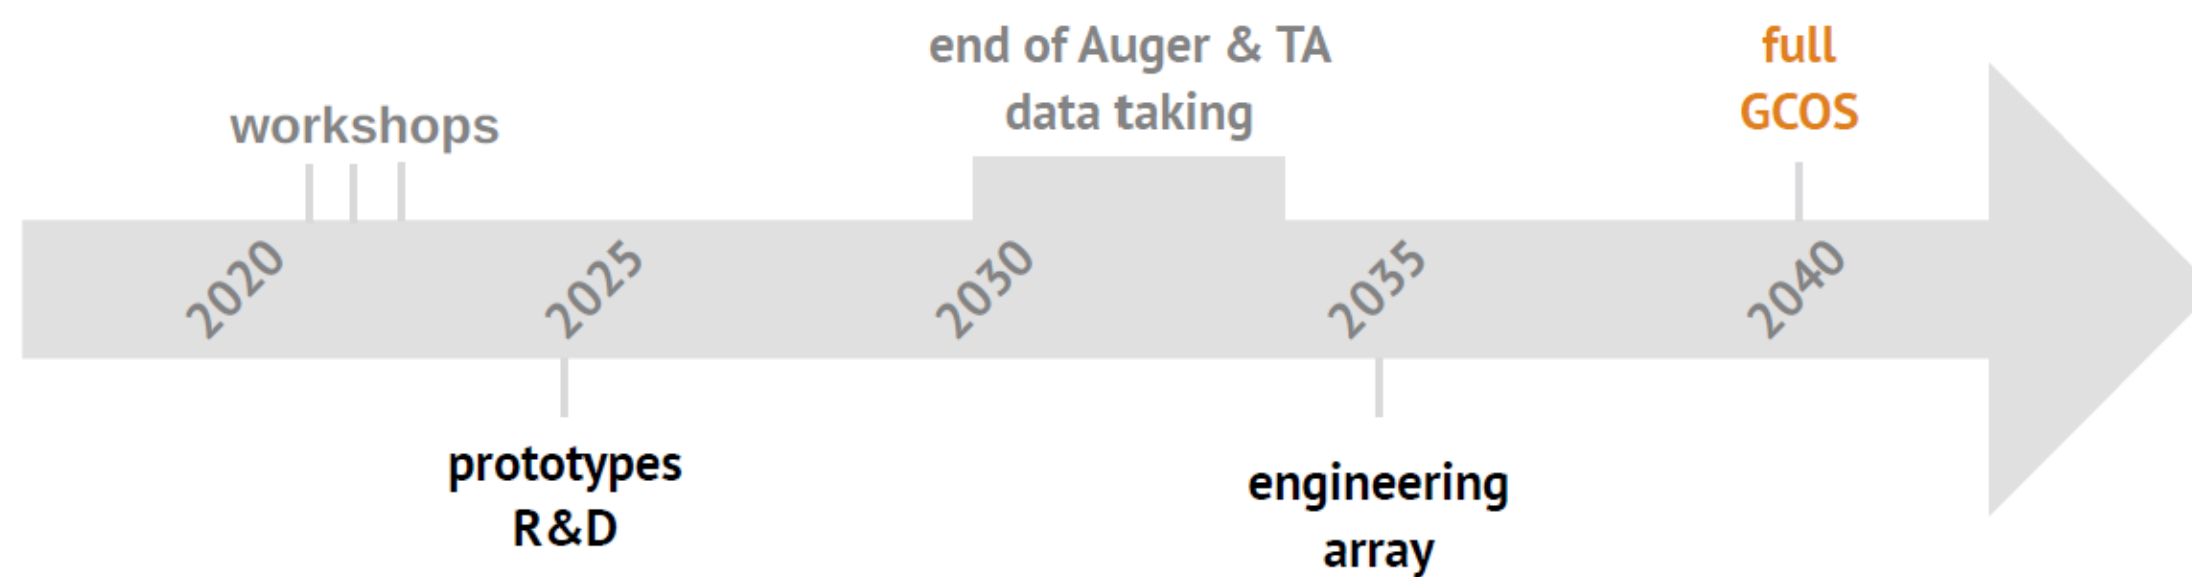 end of Auger & TA
data taking
full
GCOS
workshops
2020
2025
2030
2035
2040
prototypes
R&D
engineering
array